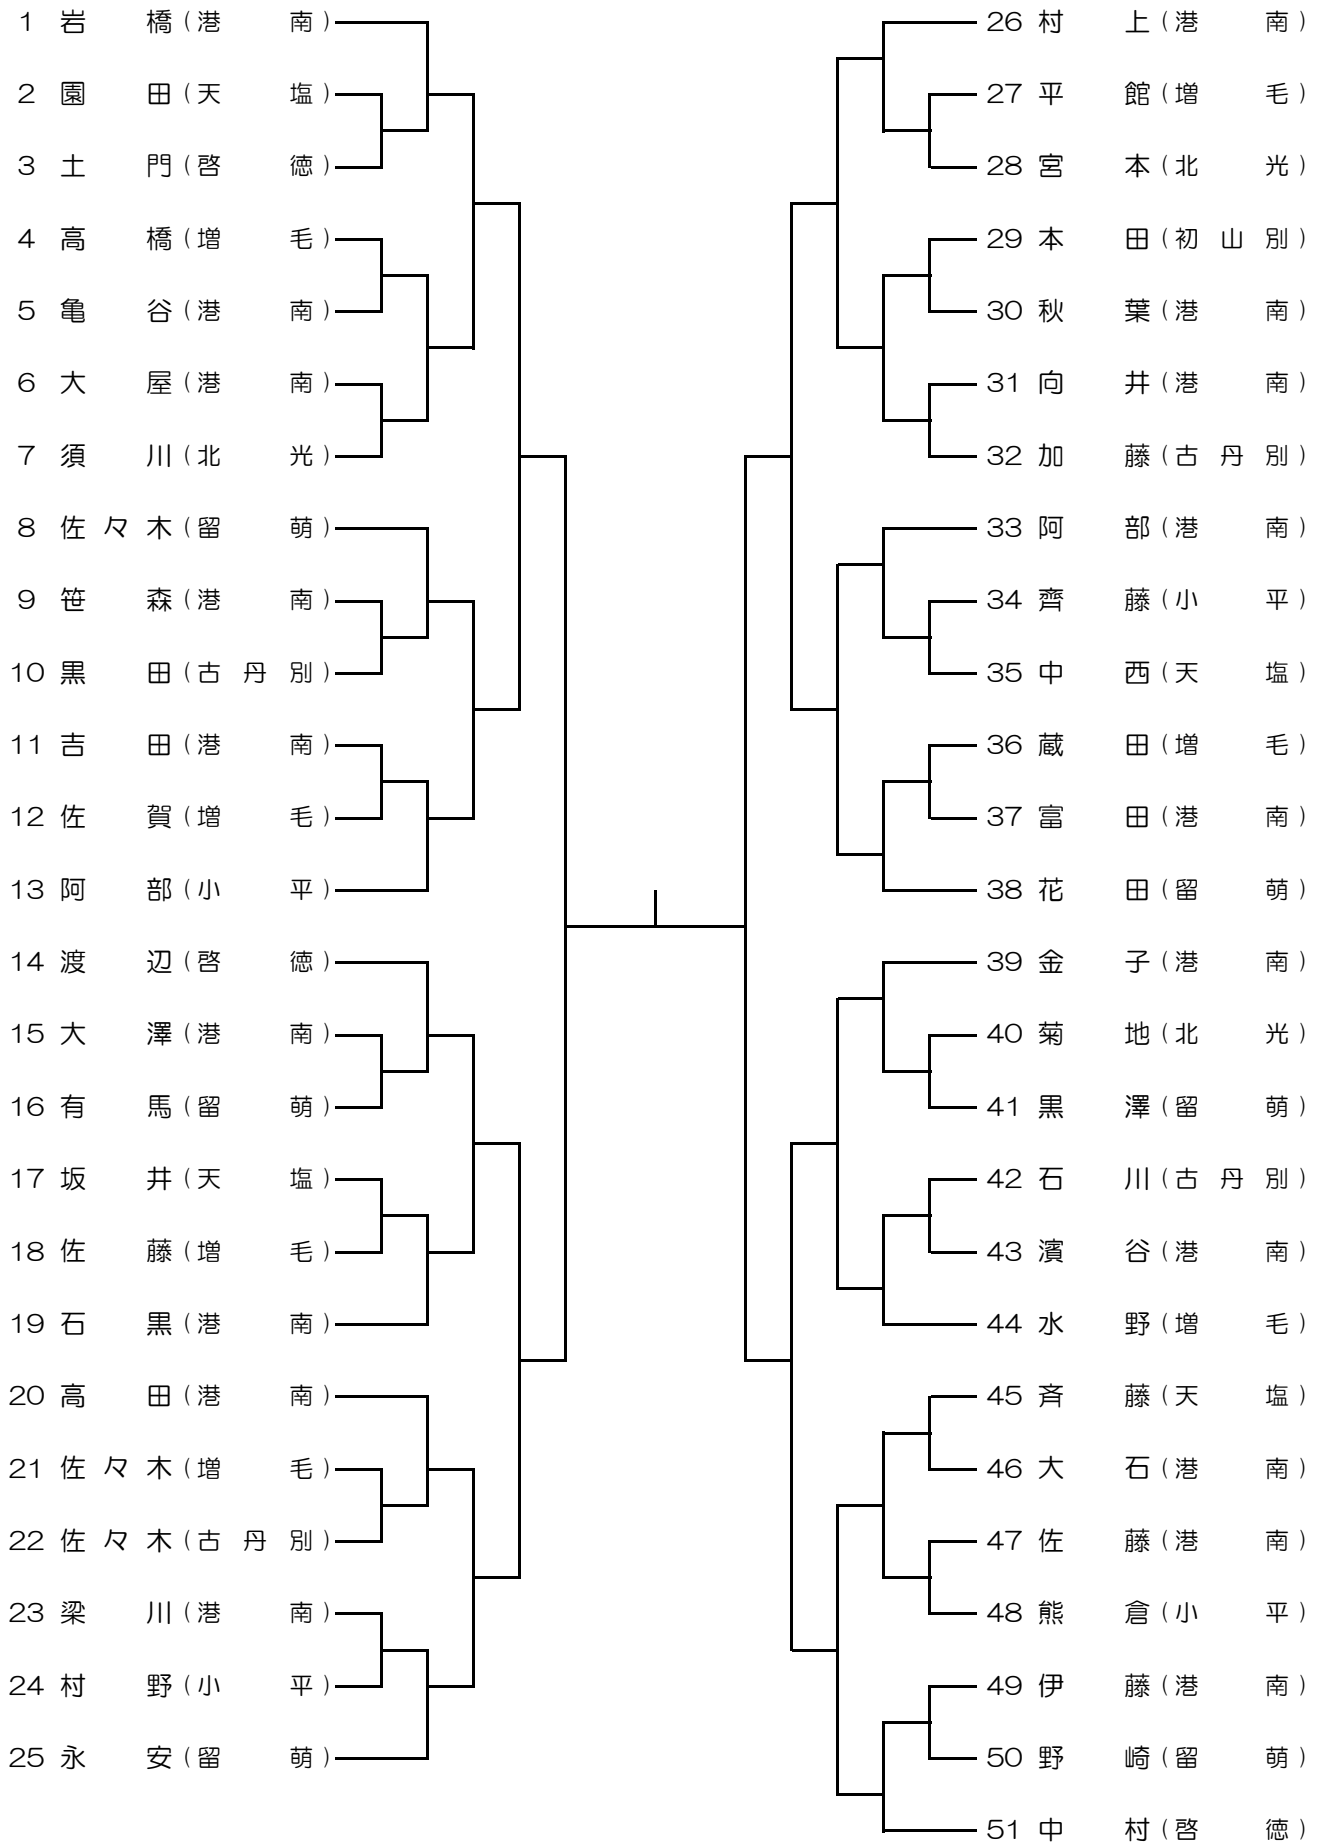 1 岩橋(港南)
2 園田(天塩)
3 土門(啓徳)
4 高橋(増毛)
5 亀谷(港南)
6 大屋(港南)
7 須川(北光)
8 佐々木(留萌)
9 笹森(港南)
10 黒田(古丹別)
11 吉田(港南)
12 佐賀(増毛)
13 阿部(小平)
14 渡辺(啓徳)
15 大澤(港南)
16 有馬(留萌)
17 坂井(天塩)
18 佐藤(増毛)
19 石黒(港南)
20 高田(港南)
21 佐々木(増毛)
22 佐々木(古丹別)
23 梁川(港南)
24 村野(小平)
25 永安(留萌)
26 村上(港南)
27 平館(増毛)
28 宮本(北光)
29 本田(初山別)
30 秋葉(港南)
31 向井(港南)
32 加藤(古丹別)
33 阿部(港南)
34 齊藤(小平)
35 中西(天塩)
36 蔵田(増毛)
37 富田(港南)
38 花田(留萌)
39 金子(港南)
40 菊地(北光)
41 黒澤(留萌)
42 石川(古丹別)
43 濱谷(港南)
44 水野(増毛)
45 斉藤(天塩)
46 大石(港南)
47 佐藤(港南)
48 熊倉(小平)
49 伊藤(港南)
50 野崎(留萌)
51 中村(啓徳)